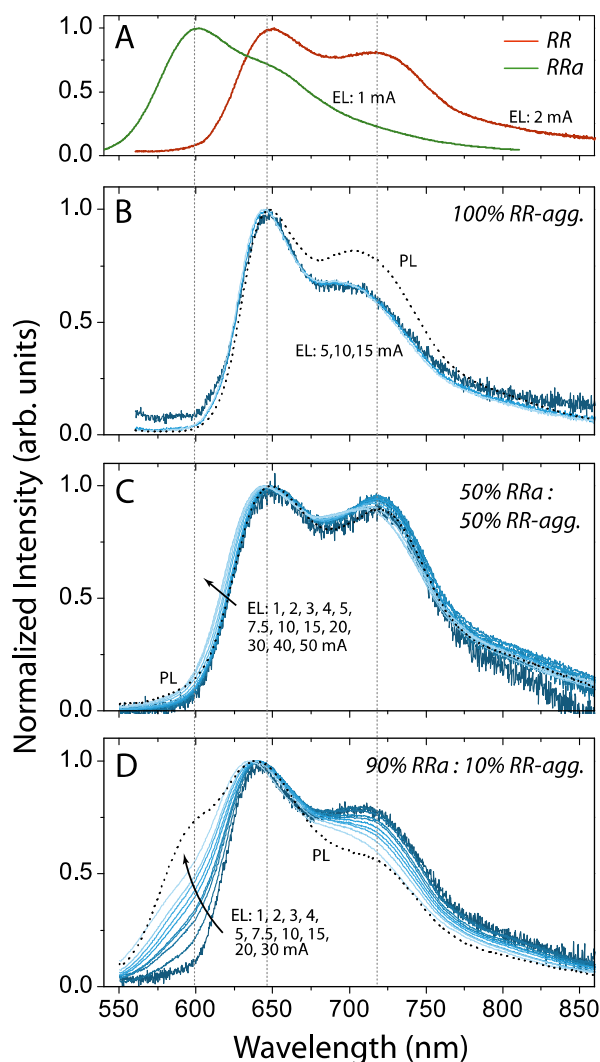 A
RR
RRa
EL: 1 mA
EL: 2 mA
1.0
0.5
0.0
B
100% RR-agg.
PL
EL: 5,10,15 mA
1.0
0.5
0.0
C
50% RRa :
50% RR-agg.
EL: 1, 2, 3, 4, 5,
7.5, 10, 15, 20,
30, 40, 50 mA
PL
1.0
0.5
0.0
D
90% RRa : 10% RR-agg.
PL
EL: 1, 2, 3, 4,
5, 7.5, 10, 15,
20, 30 mA
1.0
0.5
0.0
550 600 650 700 750 800 850
Wavelength (nm)
Normalized Intensity (arb. units)